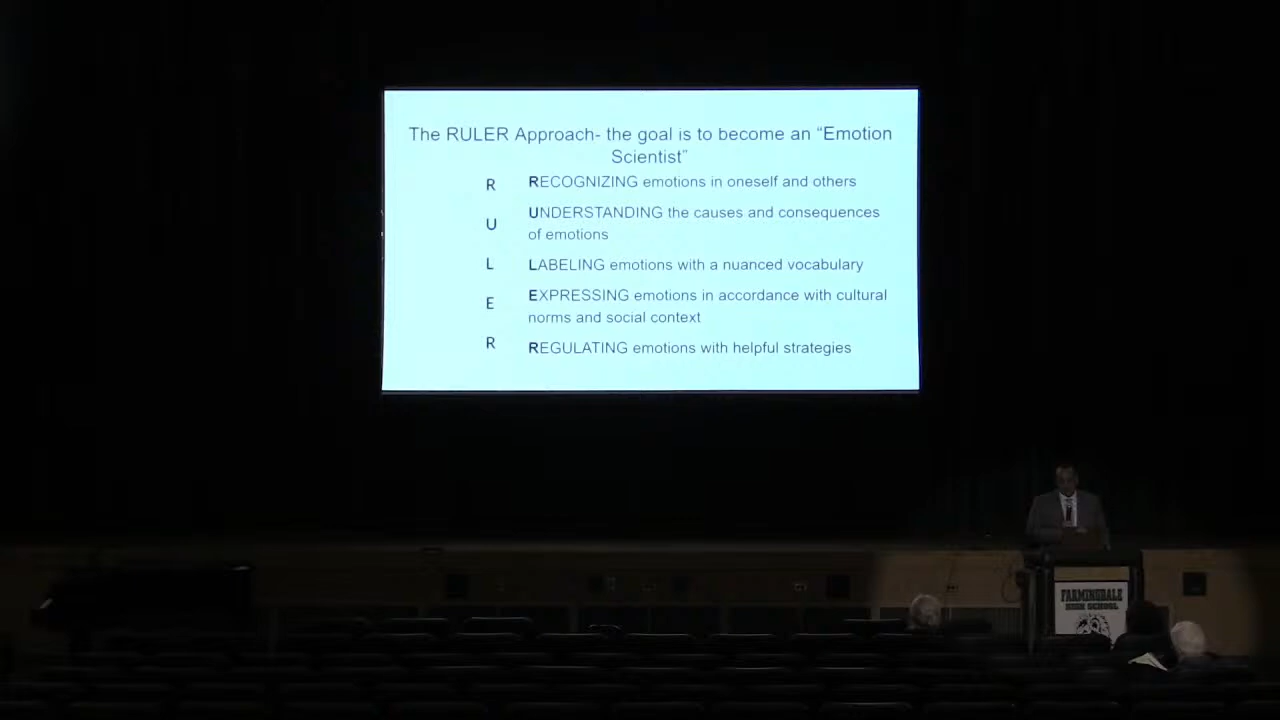 The RULER Approach- the goal is to become an “Emotion
Scientist”
R RECOGNIZING emotions in oneself and others
U UNDERSTANDING the causes and consequences
of emotions
L LABELING emotions with a nuanced vocabulary
E EXPRESSING emotions in accordance with cultural
norms and social context
R REGULATING emotions with helpful strategies
FARMINGDALE
HIGH SCHOOL